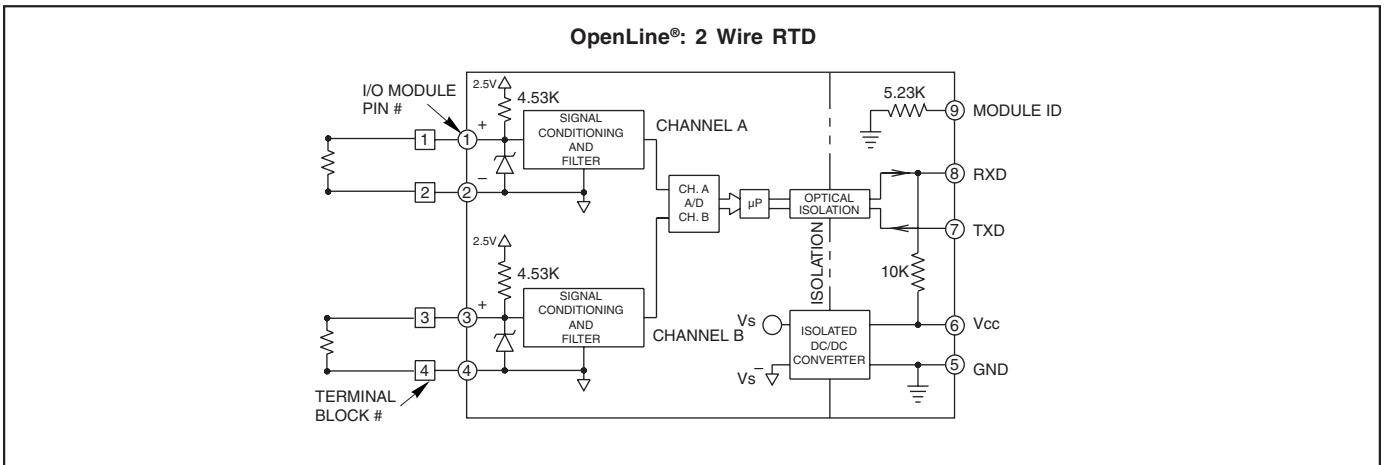 OpenLine®: 2 Wire RTD
I/O MODULE
PIN #
2.5V
4.53K
SIGNAL
CONDITIONING
AND
FILTER
CHANNEL A
5.23K
9 MODULE ID
1 1 +
2 2 −
CH. A
A/D
CH. B
µP
OPTICAL
ISOLATION
8 RXD
7 TXD
ISOLATION
10K
2.5V
4.53K
SIGNAL
CONDITIONING
AND
FILTER
CHANNEL B
3 3 +
4 4
TERMINAL
BLOCK #
Vs
Vs−
ISOLATED
DC/DC
CONVERTER
6 Vcc
5 GND